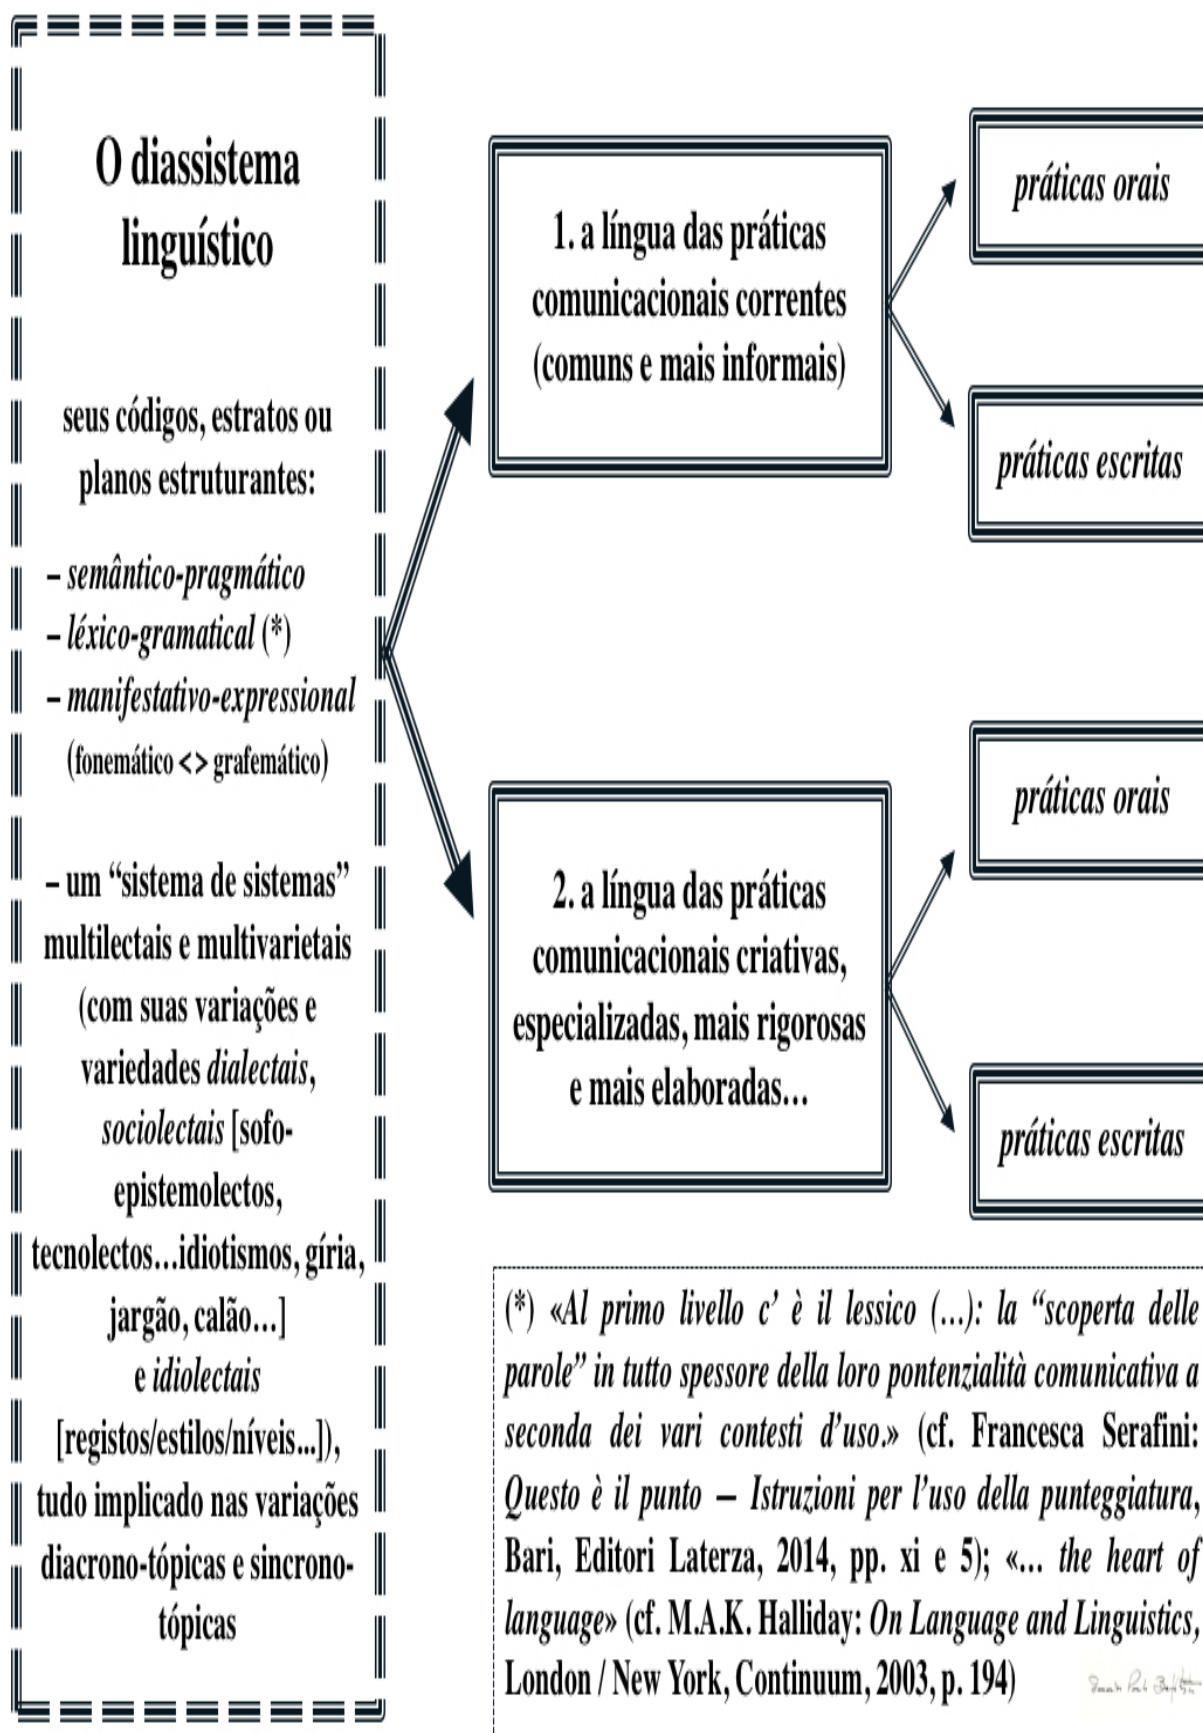 O diassistema
linguístico
seus códigos, estratos ou
planos estruturantes:
– semântico-pragmático
– léxico-gramatical (*)
– manifestativo-expressional
(fonemático <> grafemático)
– um “sistema de sistemas”
multilectais e multivarietais
(com suas variações e
variedades dialectais,
sociolectais [sofo-
epistemolectos,
tecnolectos…idiotismos, gíria,
jargão, calão…]
e idiolectais
[registos/estilos/níveis...]),
tudo implicado nas variações
diacrono-tópicas e sincrono-
tópicas
1. a língua das práticas
comunicacionais correntes
(comuns e mais informais)
práticas orais
práticas escritas
2. a língua das práticas
comunicacionais criativas,
especializadas, mais rigorosas
e mais elaboradas…
práticas orais
práticas escritas
(*) «Al primo livello c’ è il lessico (…): la “scoperta delle
parole” in tutto spessore della loro pontenzialità comunicativa a
seconda dei vari contesti d’uso.» (cf. Francesca Serafini:
Questo è il punto – Istruzioni per l’uso della punteggiatura,
Bari, Editori Laterza, 2014, pp. xi e 5); «… the heart of
language» (cf. M.A.K. Halliday: On Language and Linguistics,
London / New York, Continuum, 2003, p. 194)